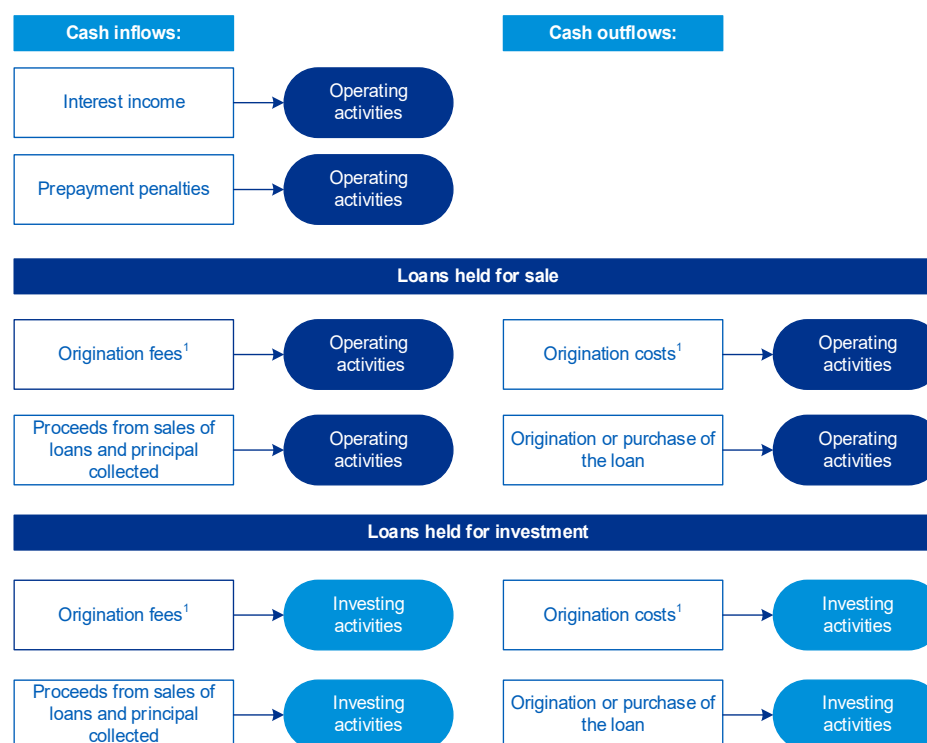 Cash inflows:
Cash outflows:
Interest income
Operating
activities
Prepayment penalties
Operating
activities
Loans held for sale
Origination fees¹
Operating
activities
Origination costs¹
Operating
activities
Proceeds from sales of
loans and principal
collected
Operating
activities
Origination or purchase of
the loan
Operating
activities
Loans held for investment
Origination fees¹
Investing
activities
Origination costs¹
Investing
activities
Proceeds from sales of
loans and principal
collected
Investing
activities
Origination or purchase of
the loan
Investing
activities